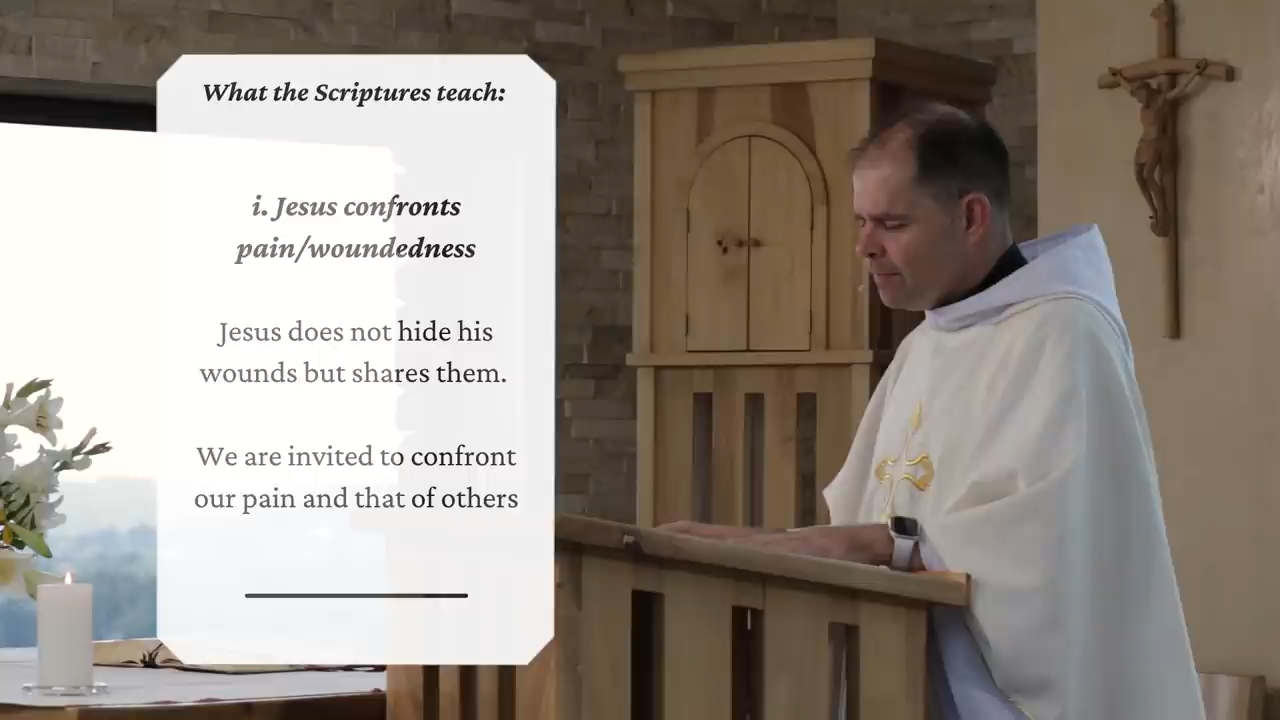 What the Scriptures teach:
i. Jesus confronts
pain/woundedness
Jesus does not hide his
wounds but shares them.
We are invited to confront
our pain and that of others